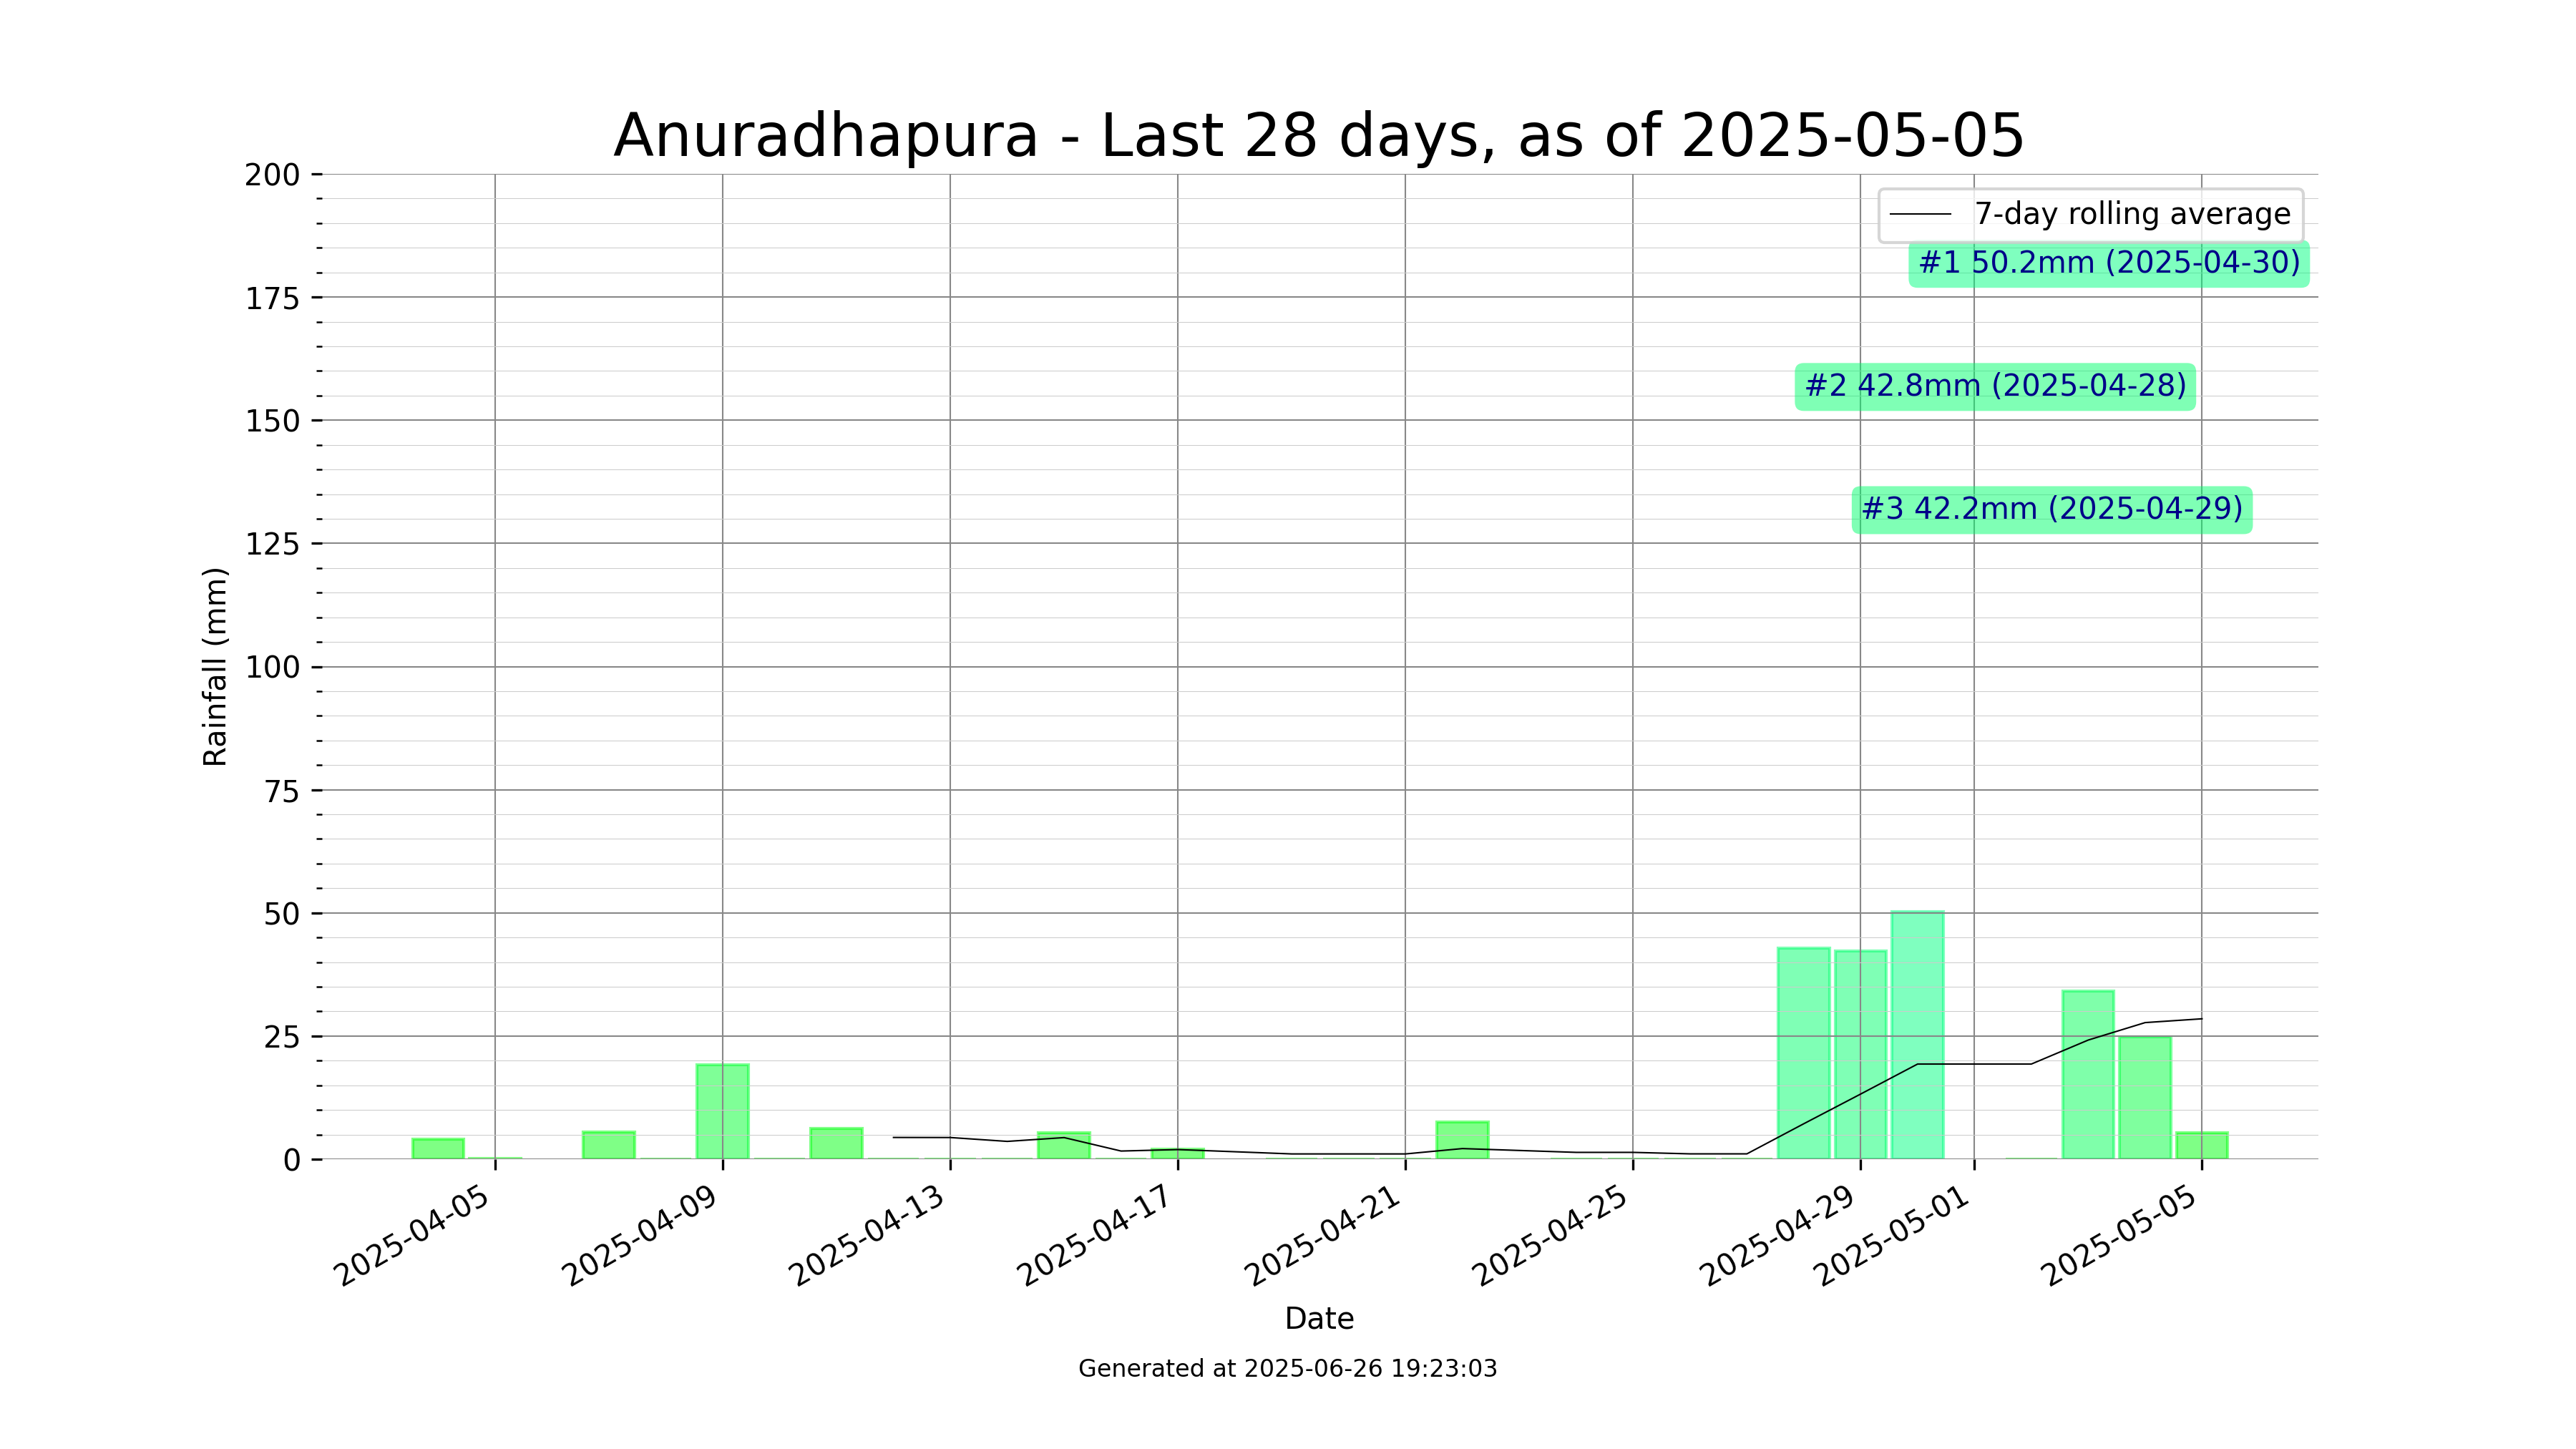 Anuradhapura - Last 28 days, as of 2025-05-05
7-day rolling average
#1 50.2mm (2025-04-30)
#2 42.8mm (2025-04-28)
#3 42.2mm (2025-04-29)
Rainfall (mm)
200
175
150
125
100
75
50
25
0
2025-04-05
2025-04-09
2025-04-13
2025-04-17
2025-04-21
2025-04-25
2025-04-29
2025-05-01
2025-05-05
Date
Generated at 2025-06-26 19:23:03